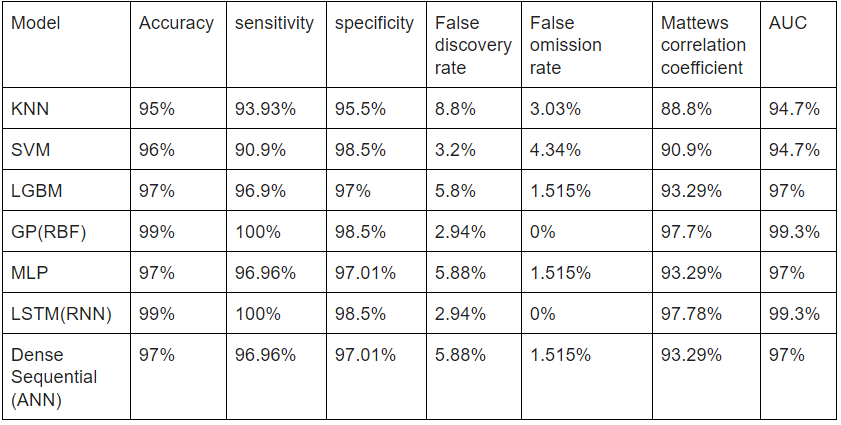 Model Accuracy sensitivity specificity False discovery rate False omission rate Mattews correlation coefficient AUC
KNN 95% 93.93% 95.5% 8.8% 3.03% 88.8% 94.7%
SVM 96% 90.9% 98.5% 3.2% 4.34% 90.9% 94.7%
LGBM 97% 96.9% 97% 5.8% 1.515% 93.29% 97%
GP(RBF) 99% 100% 98.5% 2.94% 0% 97.7% 99.3%
MLP 97% 96.96% 97.01% 5.88% 1.515% 93.29% 97%
LSTM(RNN) 99% 100% 98.5% 2.94% 0% 97.78% 99.3%
Dense Sequential (ANN) 97% 96.96% 97.01% 5.88% 1.515% 93.29% 97%